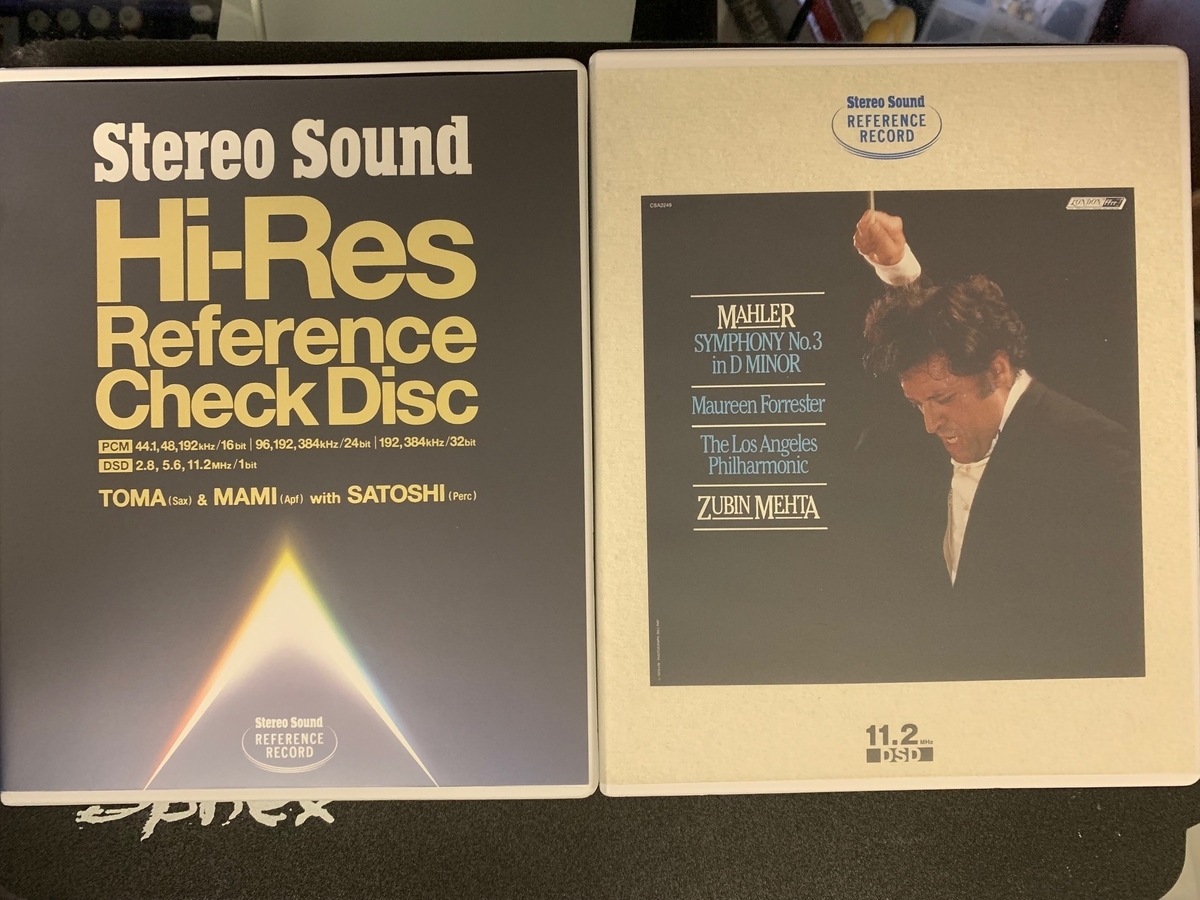 Stereo Sound
Hi-Res
Reference
Check Disc
PCM 44.1, 48, 192kHz/16bit | 96, 192, 384kHz/24bit | 192, 384kHz/32bit
DSD 2.8, 5.6, 11.2MHz/1bit
TOMA (Sax) & MAMI (Apf) with SATOSHI (Perc)
Stereo Sound
REFERENCE
RECORD
Stereo Sound
REFERENCE
RECORD
CSA2249
LONDON ffrr
MAHLER
SYMPHONY No. 3
in D MINOR
Maureen Forrester
The Los Angeles
Philharmonic
ZUBIN MEHTA
11.2 MHz
DSD